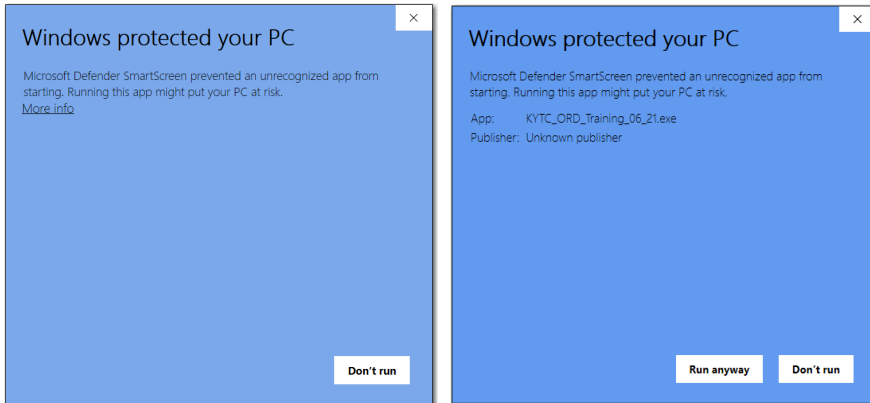 Windows protected your PC
Microsoft Defender SmartScreen prevented an unrecognized app from
starting. Running this app might put your PC at risk.
More info
Don't run
Windows protected your PC
Microsoft Defender SmartScreen prevented an unrecognized app from
starting. Running this app might put your PC at risk.
App: KYTC_ORD_Training_06_21.exe
Publisher: Unknown publisher
Run anyway Don't run